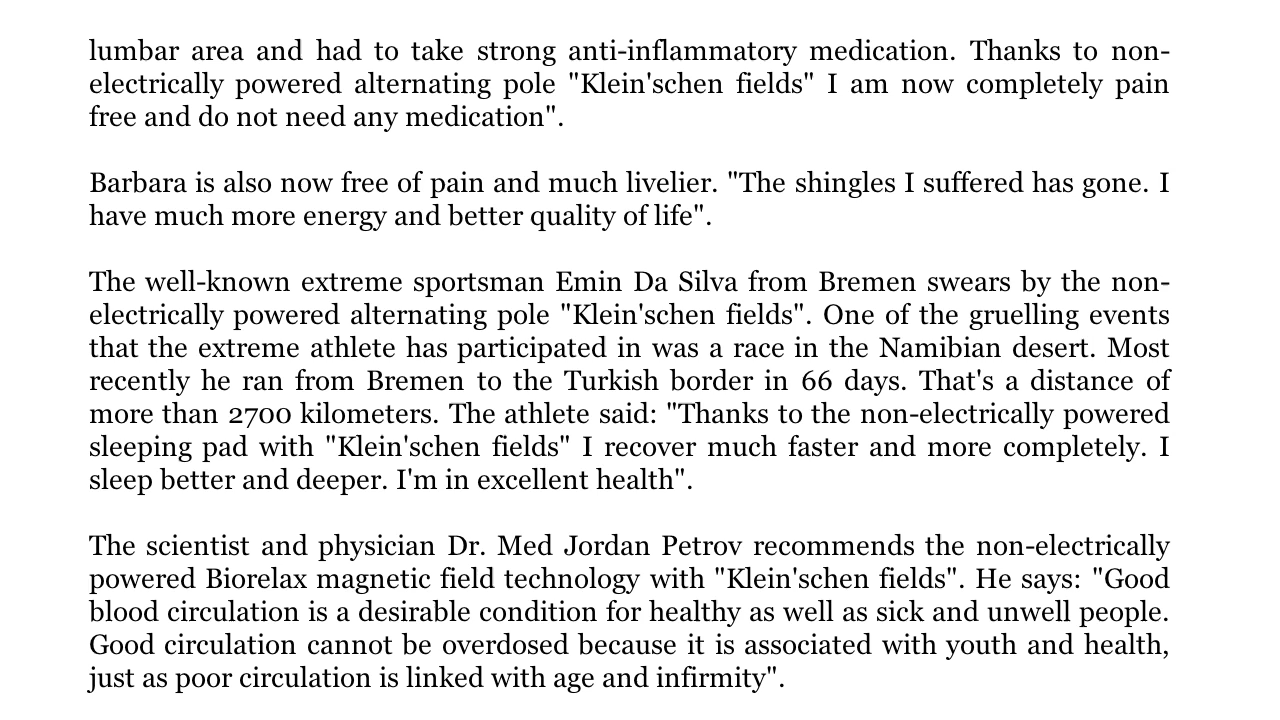 lumbar area and had to take strong anti-inflammatory medication. Thanks to non-
electrically powered alternating pole "Klein'schen fields" I am now completely pain
free and do not need any medication".
Barbara is also now free of pain and much livelier. "The shingles I suffered has gone. I
have much more energy and better quality of life".
The well-known extreme sportsman Emin Da Silva from Bremen swears by the non-
electrically powered alternating pole "Klein'schen fields". One of the gruelling events
that the extreme athlete has participated in was a race in the Namibian desert. Most
recently he ran from Bremen to the Turkish border in 66 days. That's a distance of
more than 2700 kilometers. The athlete said: "Thanks to the non-electrically powered
sleeping pad with "Klein'schen fields" I recover much faster and more completely. I
sleep better and deeper. I'm in excellent health".
The scientist and physician Dr. Med Jordan Petrov recommends the non-electrically
powered Biorelax magnetic field technology with "Klein'schen fields". He says: "Good
blood circulation is a desirable condition for healthy as well as sick and unwell people.
Good circulation cannot be overdosed because it is associated with youth and health,
just as poor circulation is linked with age and infirmity".